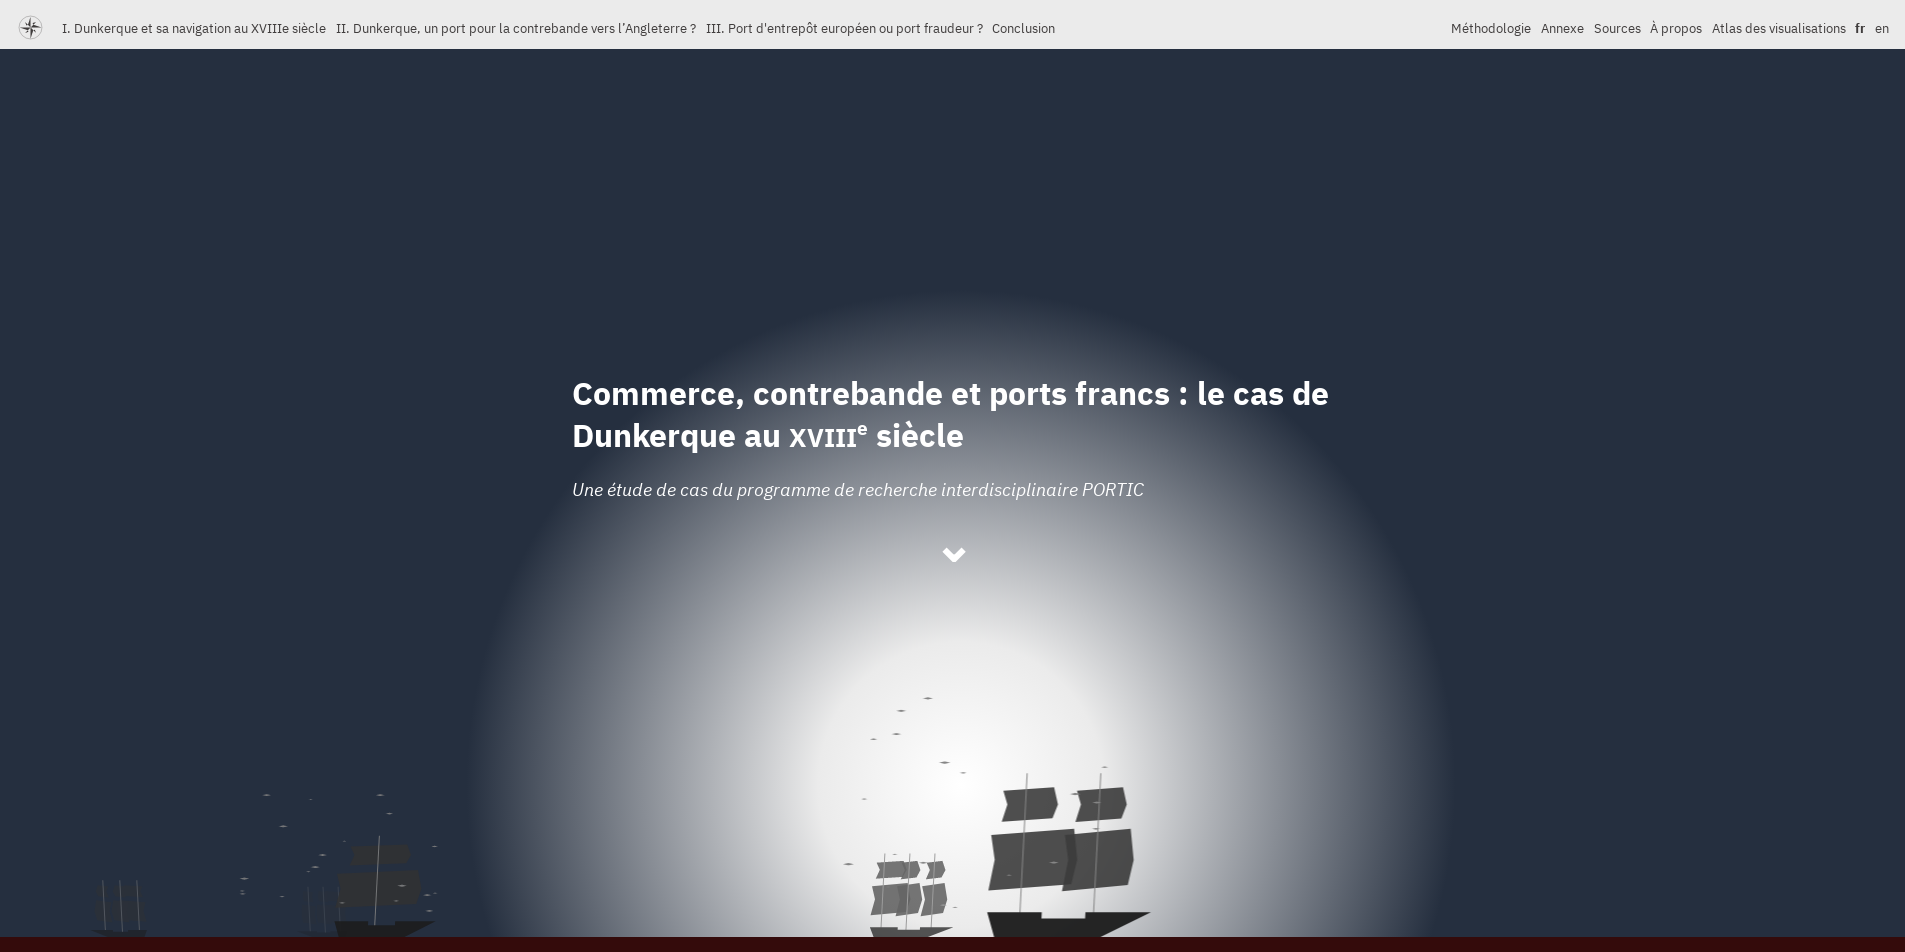 I. Dunkerque et sa navigation au XVIIIe siècle II. Dunkerque, un port pour la contrebande vers l’Angleterre ? III. Port d'entrepôt européen ou port fraudeur ? Conclusion Méthodologie Annexe Sources À propos Atlas des visualisations fr en
Commerce, contrebande et ports francs : le cas de
Dunkerque au XVIIIe siècle
Une étude de cas du programme de recherche interdisciplinaire PORTIC